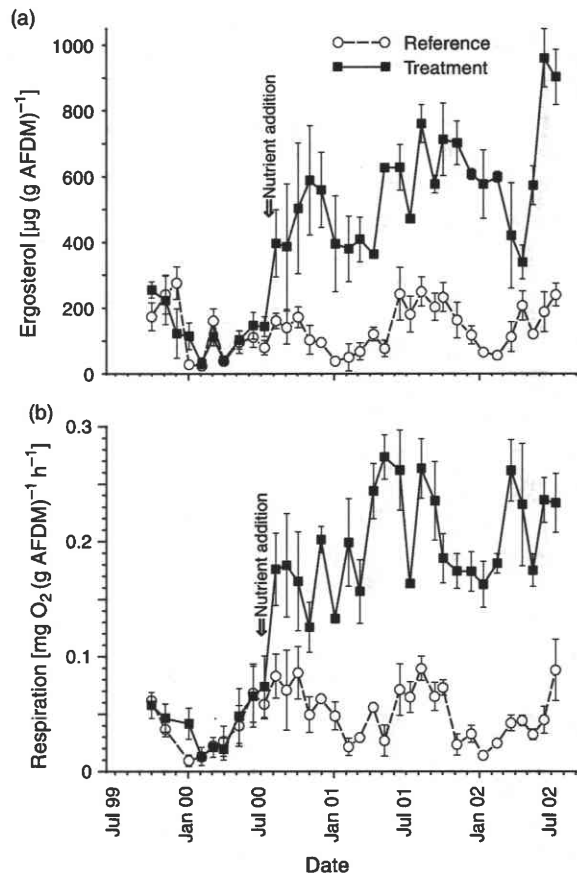 (a)
1000
800
600
400
200
0
Ergosterol [µg (g AFDM)⁻¹]
Reference
Treatment
⇐Nutrient addition
(b)
0.3
0.2
0.1
0
Respiration [mg O₂ (g AFDM)⁻¹ h⁻¹]
⇐Nutrient addition
Jul 99
Jan 00
Jul 00
Jan 01
Jul 01
Jan 02
Jul 02
Date